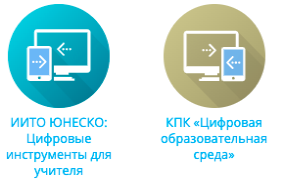 ИИТО ЮНЕСКО:
Цифровые
инструменты для
учителя
КПК «Цифровая
образовательная
среда»